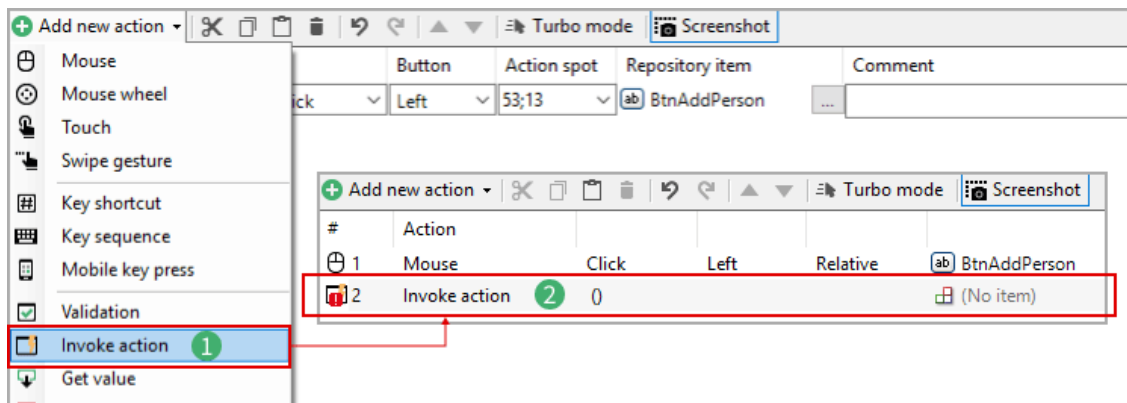 Add new action Turbo mode Screenshot
Mouse
Mouse wheel
Touch
Swipe gesture
Key shortcut
Key sequence
Mobile key press
Validation
Invoke action 1
Get value
Button Action spot Repository item Comment
ick Left 53;13 ab BtnAddPerson ...
Add new action Turbo mode Screenshot
# Action
1 Mouse Click Left Relative ab BtnAddPerson
2 Invoke action 2 () (No item)